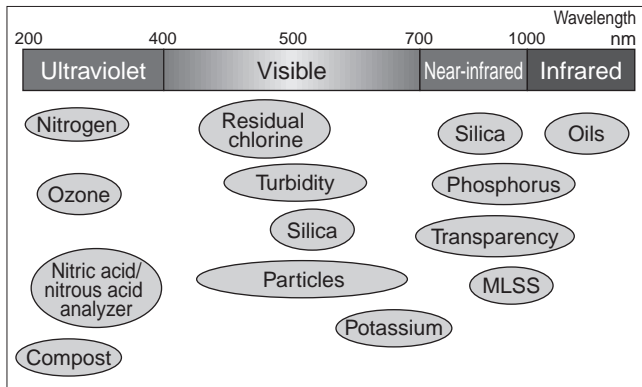 Wavelength
200 400 500 700 1000 nm
Ultraviolet Visible Near-infrared Infrared
Nitrogen
Residual
chlorine
Silica
Oils
Ozone
Turbidity
Phosphorus
Silica
Transparency
Nitric acid/
nitrous acid
analyzer
Particles
MLSS
Potassium
Compost